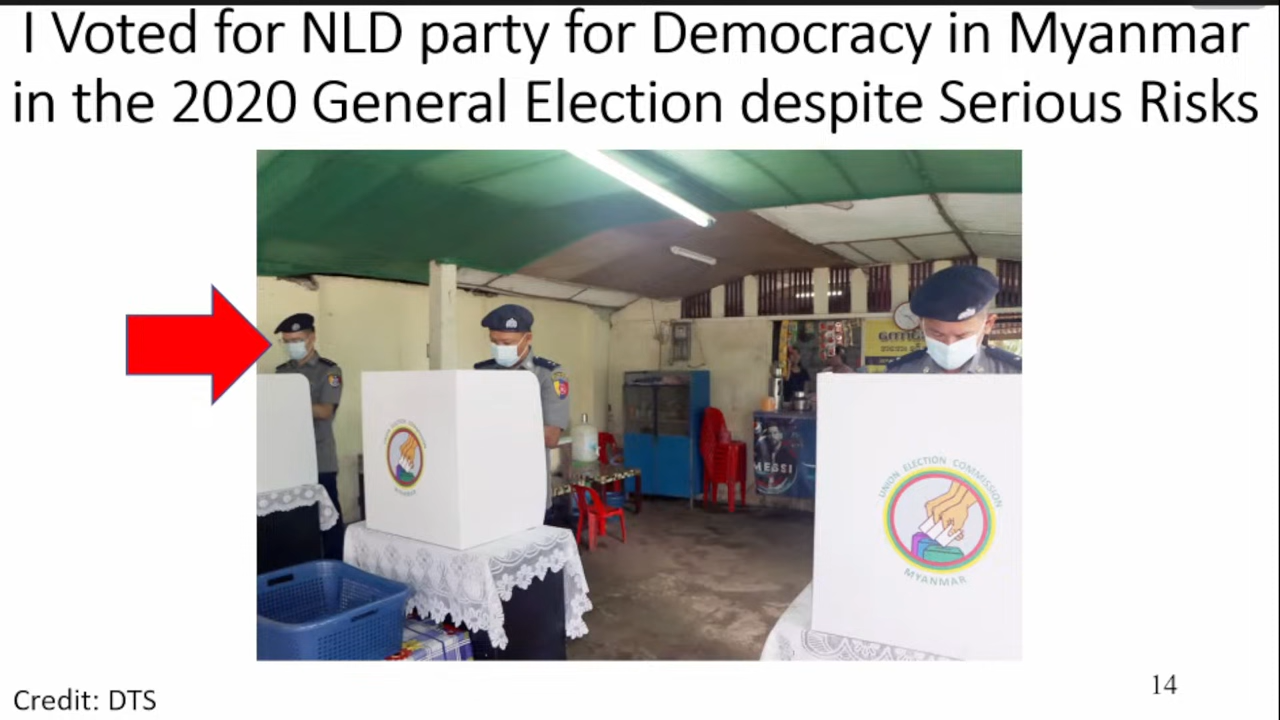 I Voted for NLD party for Democracy in Myanmar
in the 2020 General Election despite Serious Risks
UNION ELECTION COMMISSION
MYANMAR
MYANMAR
MESSI
14
Credit: DTS